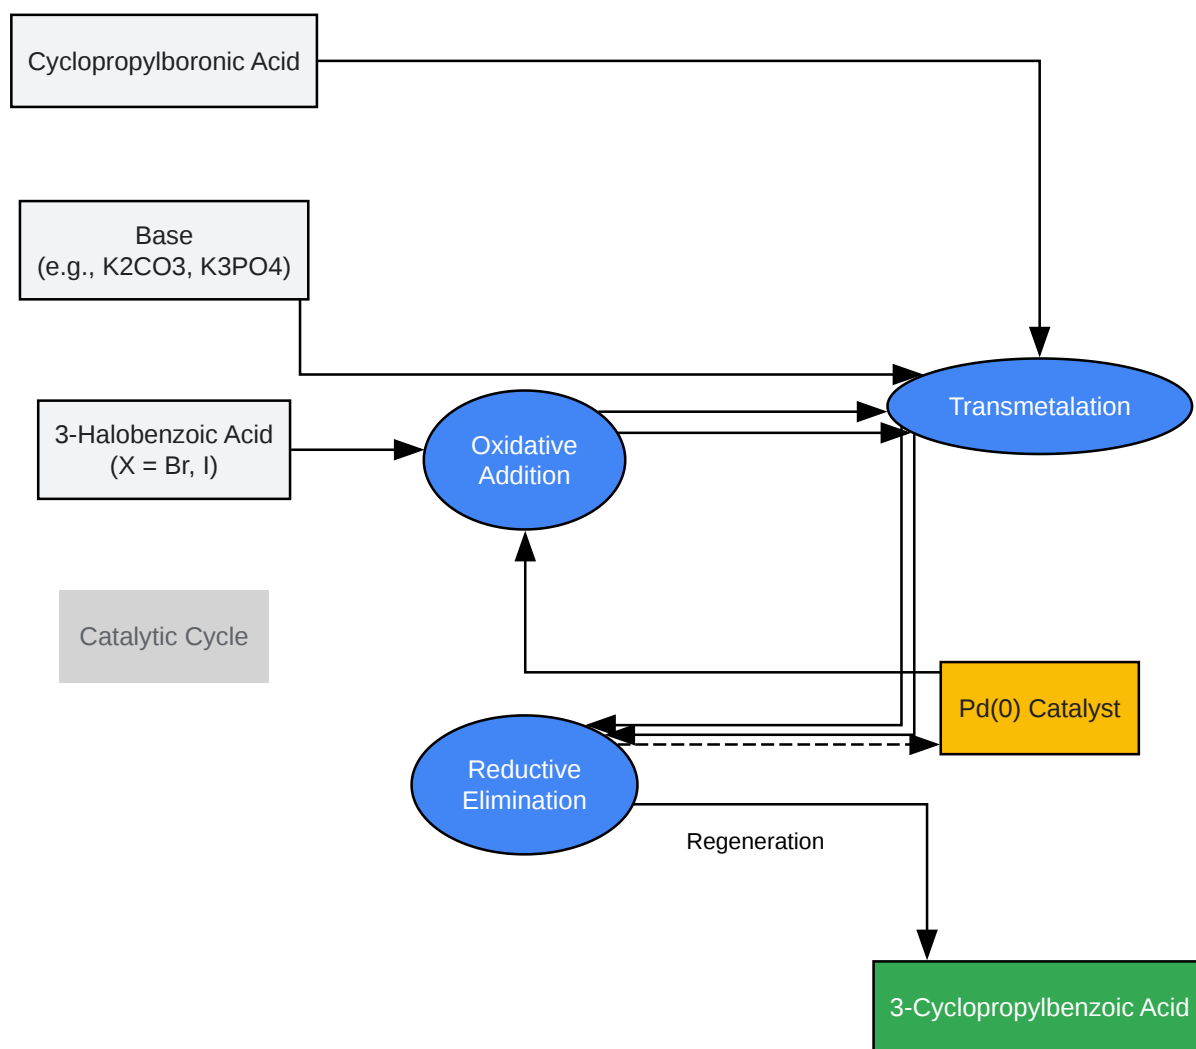 Cyclopropylboronic Acid
Base
(e.g., K2CO3, K3PO4)
Transmetalation
3-Halobenzoic Acid
(X = Br, I)
Oxidative
Addition
Catalytic Cycle
Pd(0) Catalyst
Reductive
Elimination
Regeneration
3-Cyclopropylbenzoic Acid